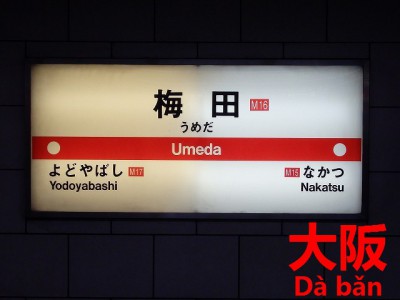 梅田 M16
うめだ
Umeda
よどやばし M17
Yodoyabashi
M15 なかつ
Nakatsu
大阪
Dà bǎn